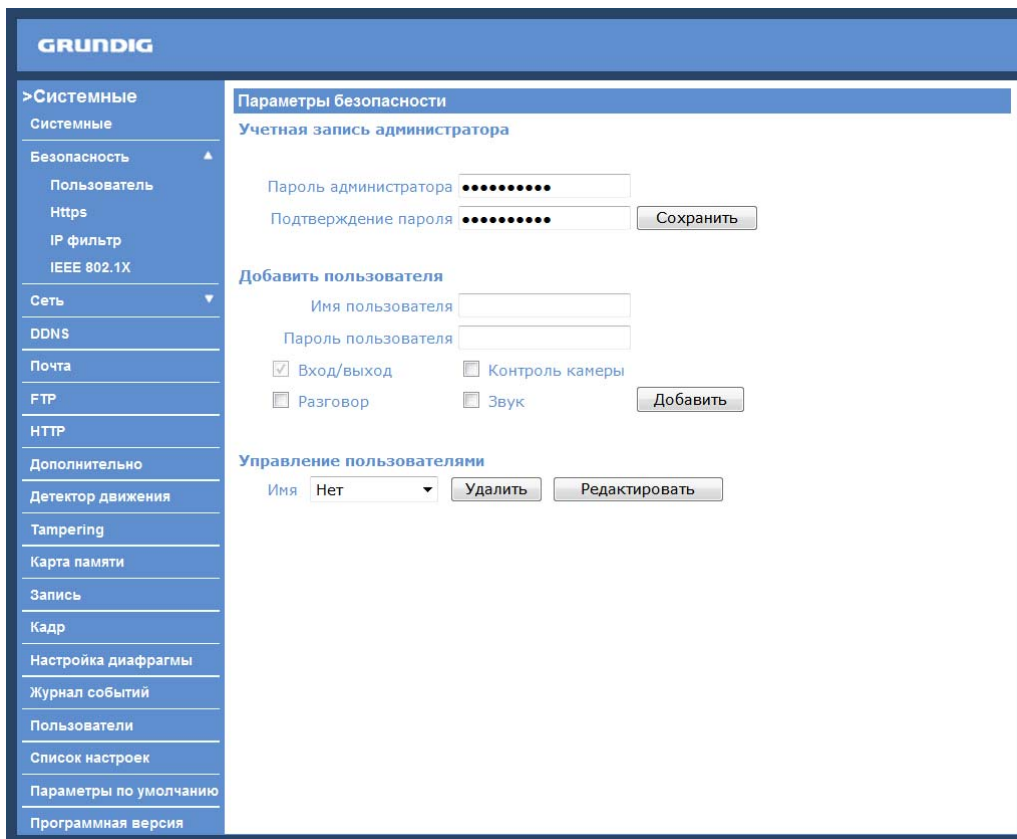 GRUNDIG
>Системные
Системные
Безопасность
Пользователь
Https
IP фильтр
IEEE 802.1X
Сеть
DDNS
Почта
FTP
HTTP
Дополнительно
Детектор движения
Tampering
Карта памяти
Запись
Кадр
Настройка диафрагмы
Журнал событий
Пользователи
Список настроек
Параметры по умолчанию
Программная версия
Параметры безопасности
Учетная запись администратора
Пароль администратора ••••••••••
Подтверждение пароля •••••••••• Сохранить
Добавить пользователя
Имя пользователя
Пароль пользователя
Вход/выход Контроль камеры
Разговор Звук Добавить
Управление пользователями
Имя Нет Удалить Редактировать